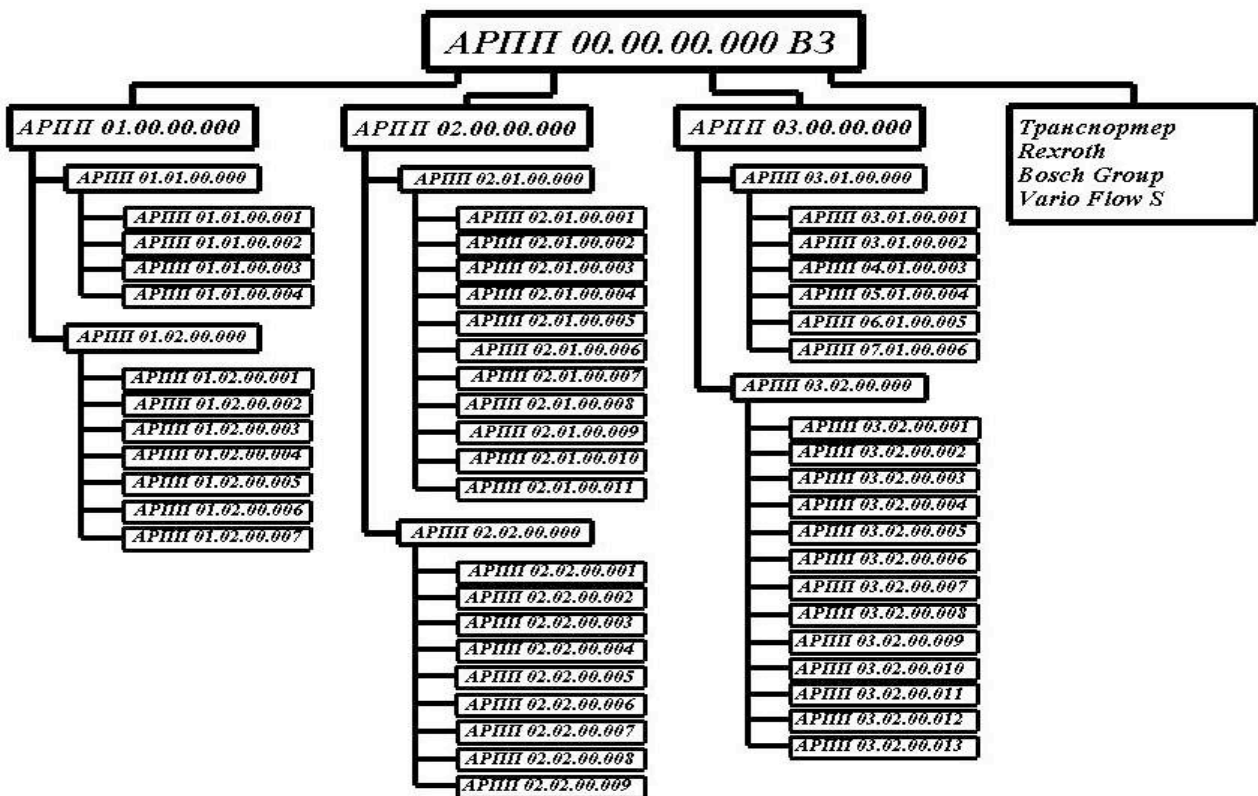 АРПП 00.00.00.000 ВЗ
АРПП 01.00.00.000
АРПП 01.01.00.000
АРПП 01.01.00.001
АРПП 01.01.00.002
АРПП 01.01.00.003
АРПП 01.01.00.004
АРПП 01.02.00.000
АРПП 01.02.00.001
АРПП 01.02.00.002
АРПП 01.02.00.003
АРПП 01.02.00.004
АРПП 01.02.00.005
АРПП 01.02.00.006
АРПП 01.02.00.007
АРПП 02.00.00.000
АРПП 02.01.00.000
АРПП 02.01.00.001
АРПП 02.01.00.002
АРПП 02.01.00.003
АРПП 02.01.00.004
АРПП 02.01.00.005
АРПП 02.01.00.006
АРПП 02.01.00.007
АРПП 02.01.00.008
АРПП 02.01.00.009
АРПП 02.01.00.010
АРПП 02.01.00.011
АРПП 02.02.00.000
АРПП 02.02.00.001
АРПП 02.02.00.002
АРПП 02.02.00.003
АРПП 02.02.00.004
АРПП 02.02.00.005
АРПП 02.02.00.006
АРПП 02.02.00.007
АРПП 02.02.00.008
АРПП 02.02.00.009
АРПП 03.00.00.000
АРПП 03.01.00.000
АРПП 03.01.00.001
АРПП 03.01.00.002
АРПП 04.01.00.003
АРПП 05.01.00.004
АРПП 06.01.00.005
АРПП 07.01.00.006
АРПП 03.02.00.000
АРПП 03.02.00.001
АРПП 03.02.00.002
АРПП 03.02.00.003
АРПП 03.02.00.004
АРПП 03.02.00.005
АРПП 03.02.00.006
АРПП 03.02.00.007
АРПП 03.02.00.008
АРПП 03.02.00.009
АРПП 03.02.00.010
АРПП 03.02.00.011
АРПП 03.02.00.012
АРПП 03.02.00.013
Транспортер
Rexroth
Bosch Group
Vario Flow S